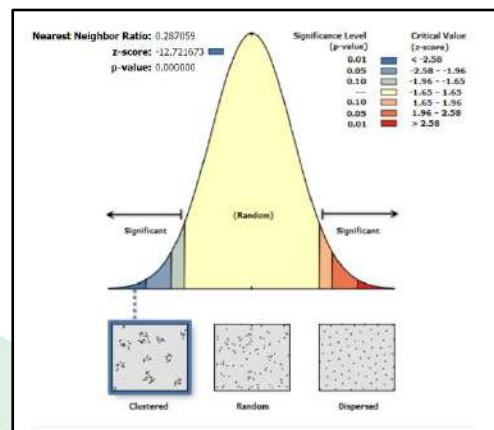 Nearest Neighbor Ratio: 0.287059
z-score: -12.721673
p-value: 0.000000
Significance Level
(p-value)
Critical Value
(z-score)
0.01 < -2.58
0.05 -2.58 - -1.96
0.10 -1.96 - -1.65
--- -1.65 - 1.65
0.10 1.65 - 1.96
0.05 1.96 - 2.58
0.01 > 2.58
Significant
(Random)
Significant
Clustered
Random
Dispersed